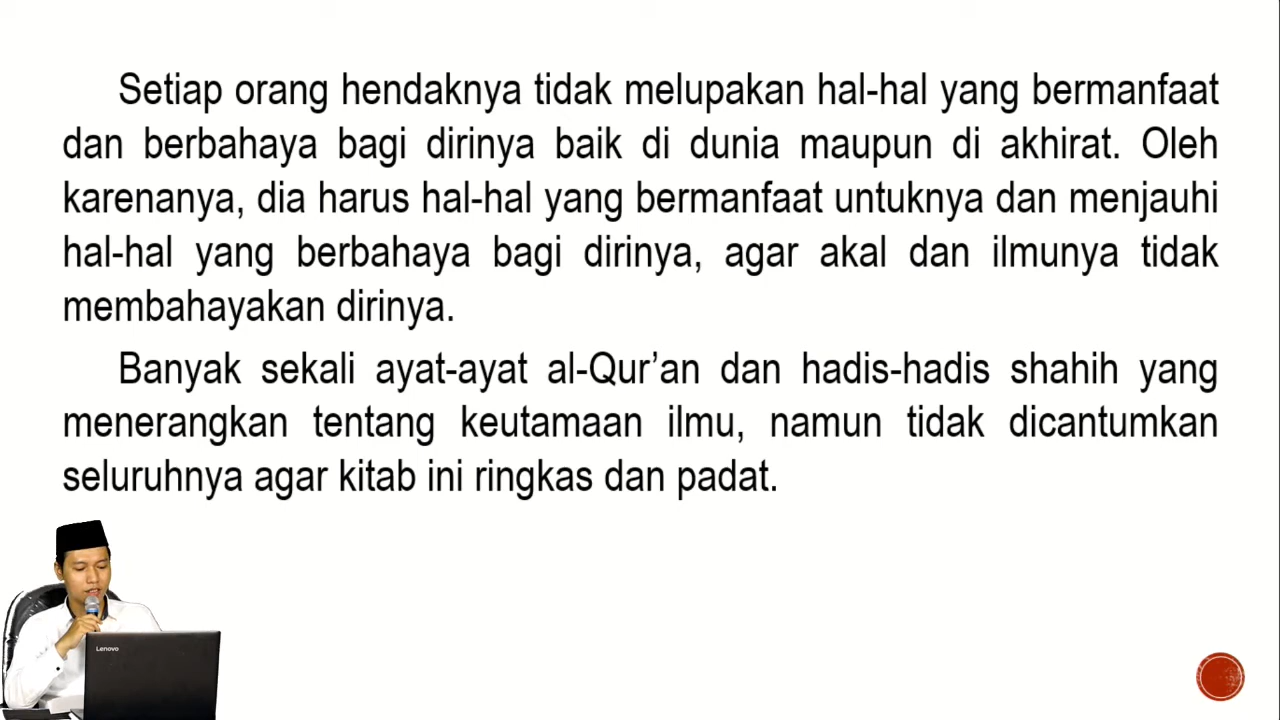 Setiap orang hendaknya tidak melupakan hal-hal yang bermanfaat
dan berbahaya bagi dirinya baik di dunia maupun di akhirat. Oleh
karenanya, dia harus hal-hal yang bermanfaat untuknya dan menjauhi
hal-hal yang berbahaya bagi dirinya, agar akal dan ilmunya tidak
membahayakan dirinya.
Banyak sekali ayat-ayat al-Qur’an dan hadis-hadis shahih yang
menerangkan tentang keutamaan ilmu, namun tidak dicantumkan
seluruhnya agar kitab ini ringkas dan padat.
Lenovo